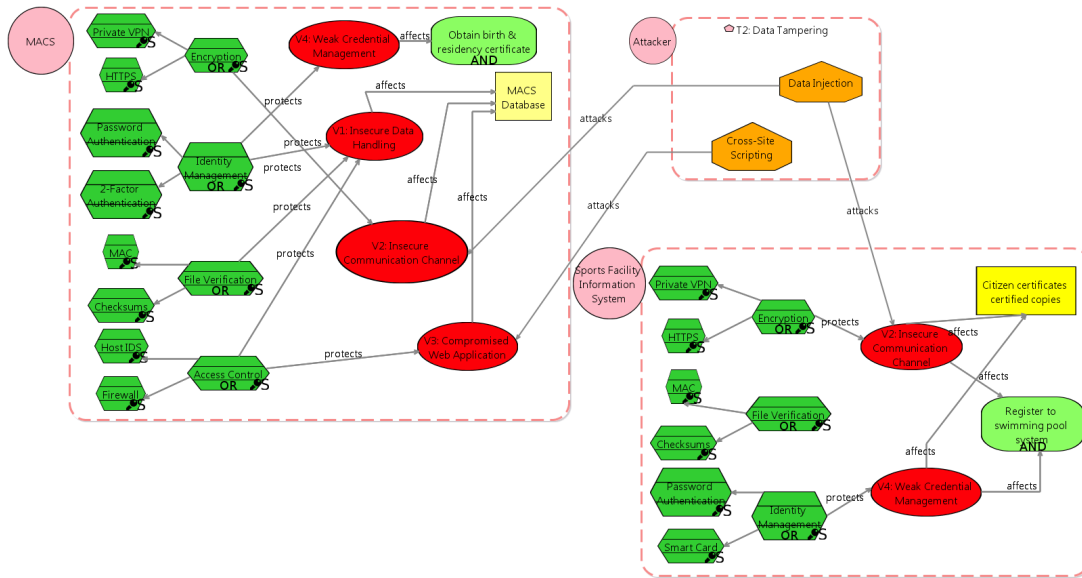 MACS
Private VPN
S
HTTPS
S
Encryption
OR S
Password
Authentication
S
Identity
Management
OR S
2-Factor
Authentication
S
MAC
S
File Verification
OR S
Checksums
S
Host IDS
S
Access Control
OR S
Firewall
S
V4: Weak Credential
Management
affects
Obtain birth &
residency certificate
AND
affects
MACS
Database
protects
V1: Insecure Data
Handling
protects
protects
affects
affects
protects
V2: Insecure
Communication Channel
protects
V3: Compromised
Web Application
protects
Attacker
T2: Data Tampering
Data Injection
attacks
Cross-Site
Scripting
attacks
attacks
Sports Facility
Information
System
Private VPN
S
Encryption
OR S
HTTPS
S
protects
V2: Insecure
Communication
Channel
affects
Citizen certificates
certified copies
MAC
S
File Verification
OR S
Checksums
S
affects
Register to
swimming pool
system
AND
affects
Password
Authentication
S
Identity
Management
OR S
Smart Card
S
protects
V4: Weak Credential
Management
affects